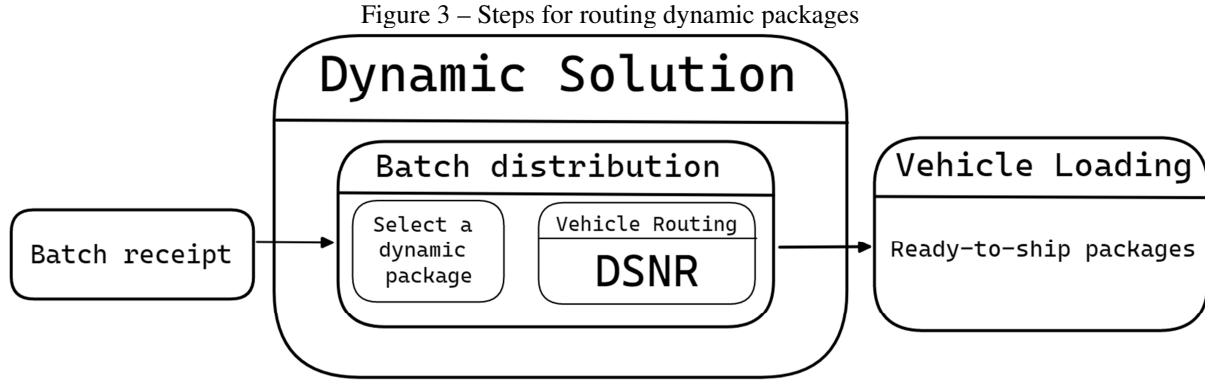 Figure 3 – Steps for routing dynamic packages
Dynamic Solution
Batch distribution
Vehicle Loading
Select a
dynamic
package
Vehicle Routing
DSNR
Batch receipt
Ready-to-ship packages